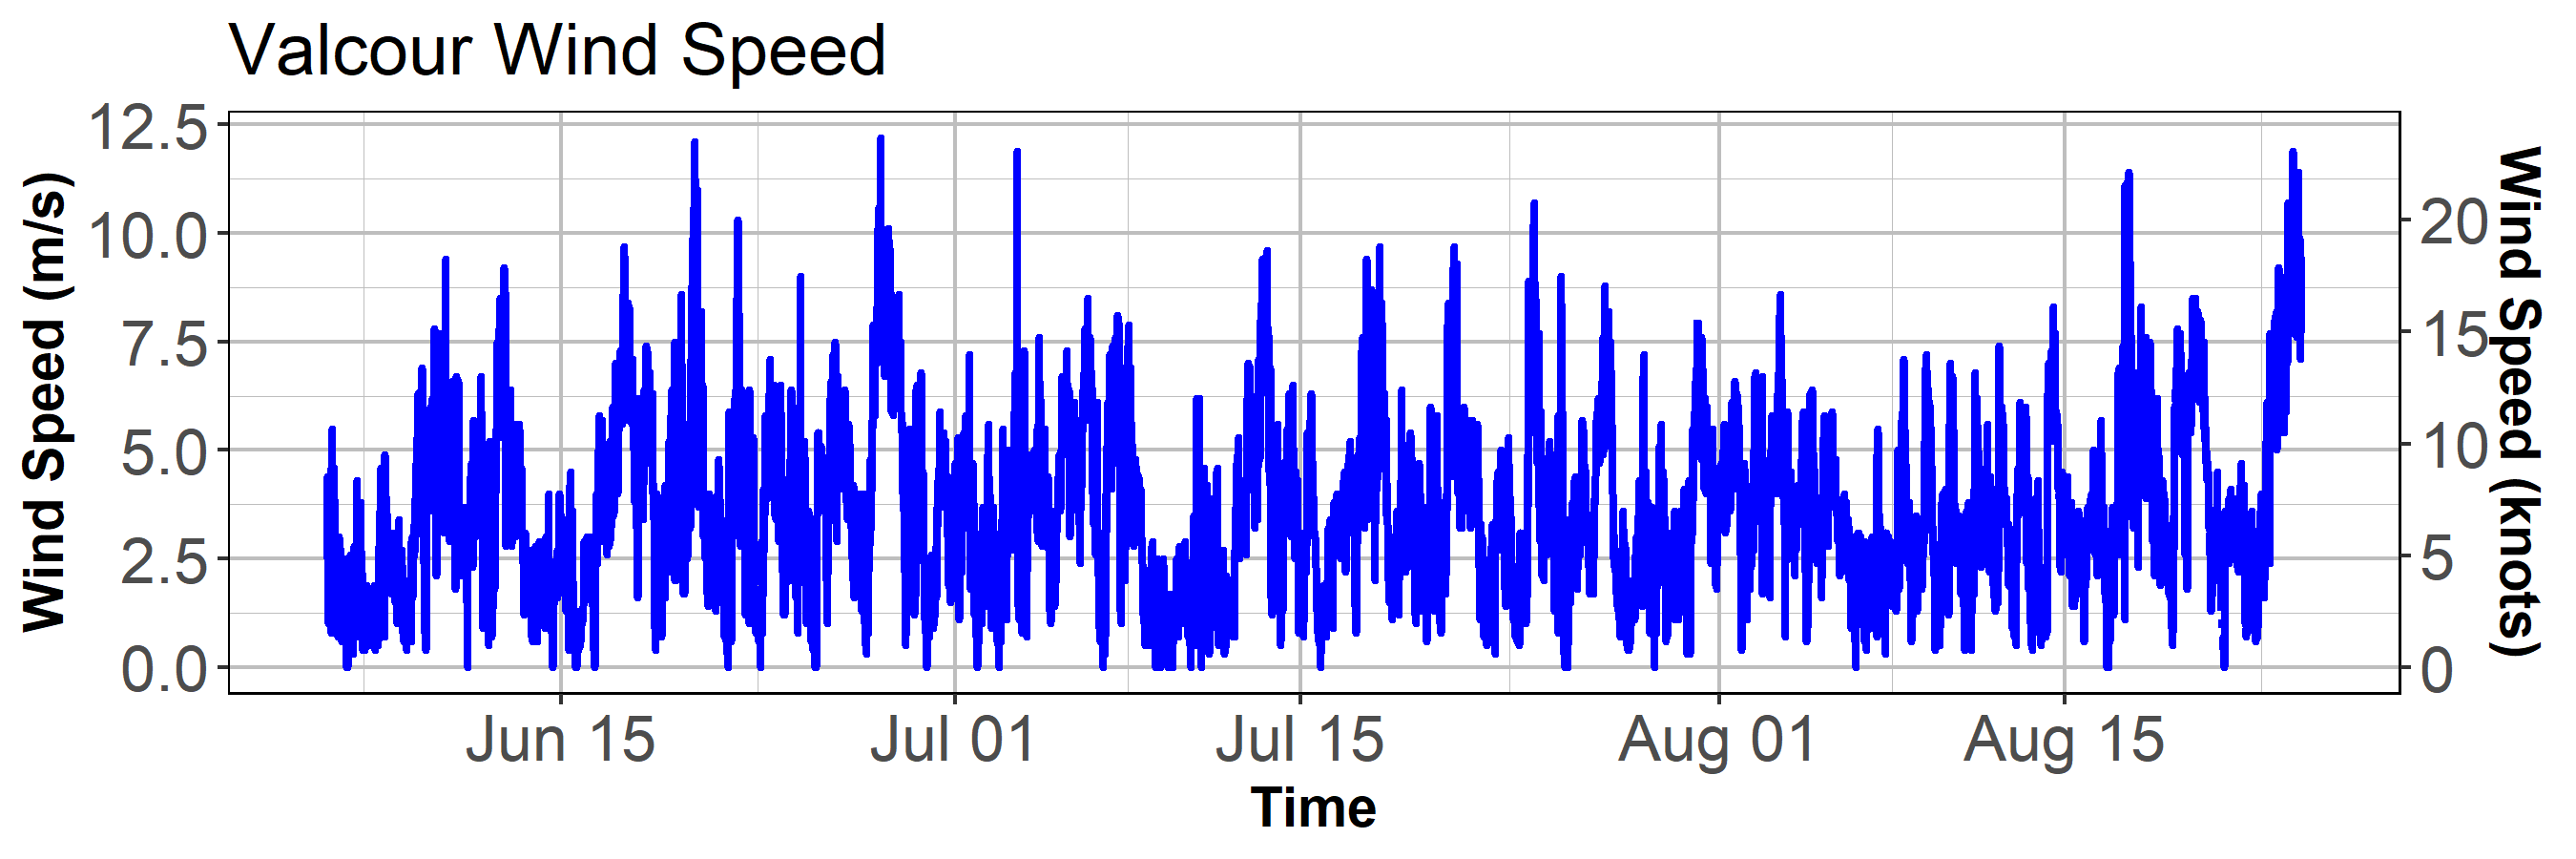 Valcour Wind Speed
12.5
10.0
7.5
5.0
2.5
0.0
Wind Speed (m/s)
20
15
10
5
0
Wind Speed (knots)
Jun 15
Jul 01
Jul 15
Aug 01
Aug 15
Time